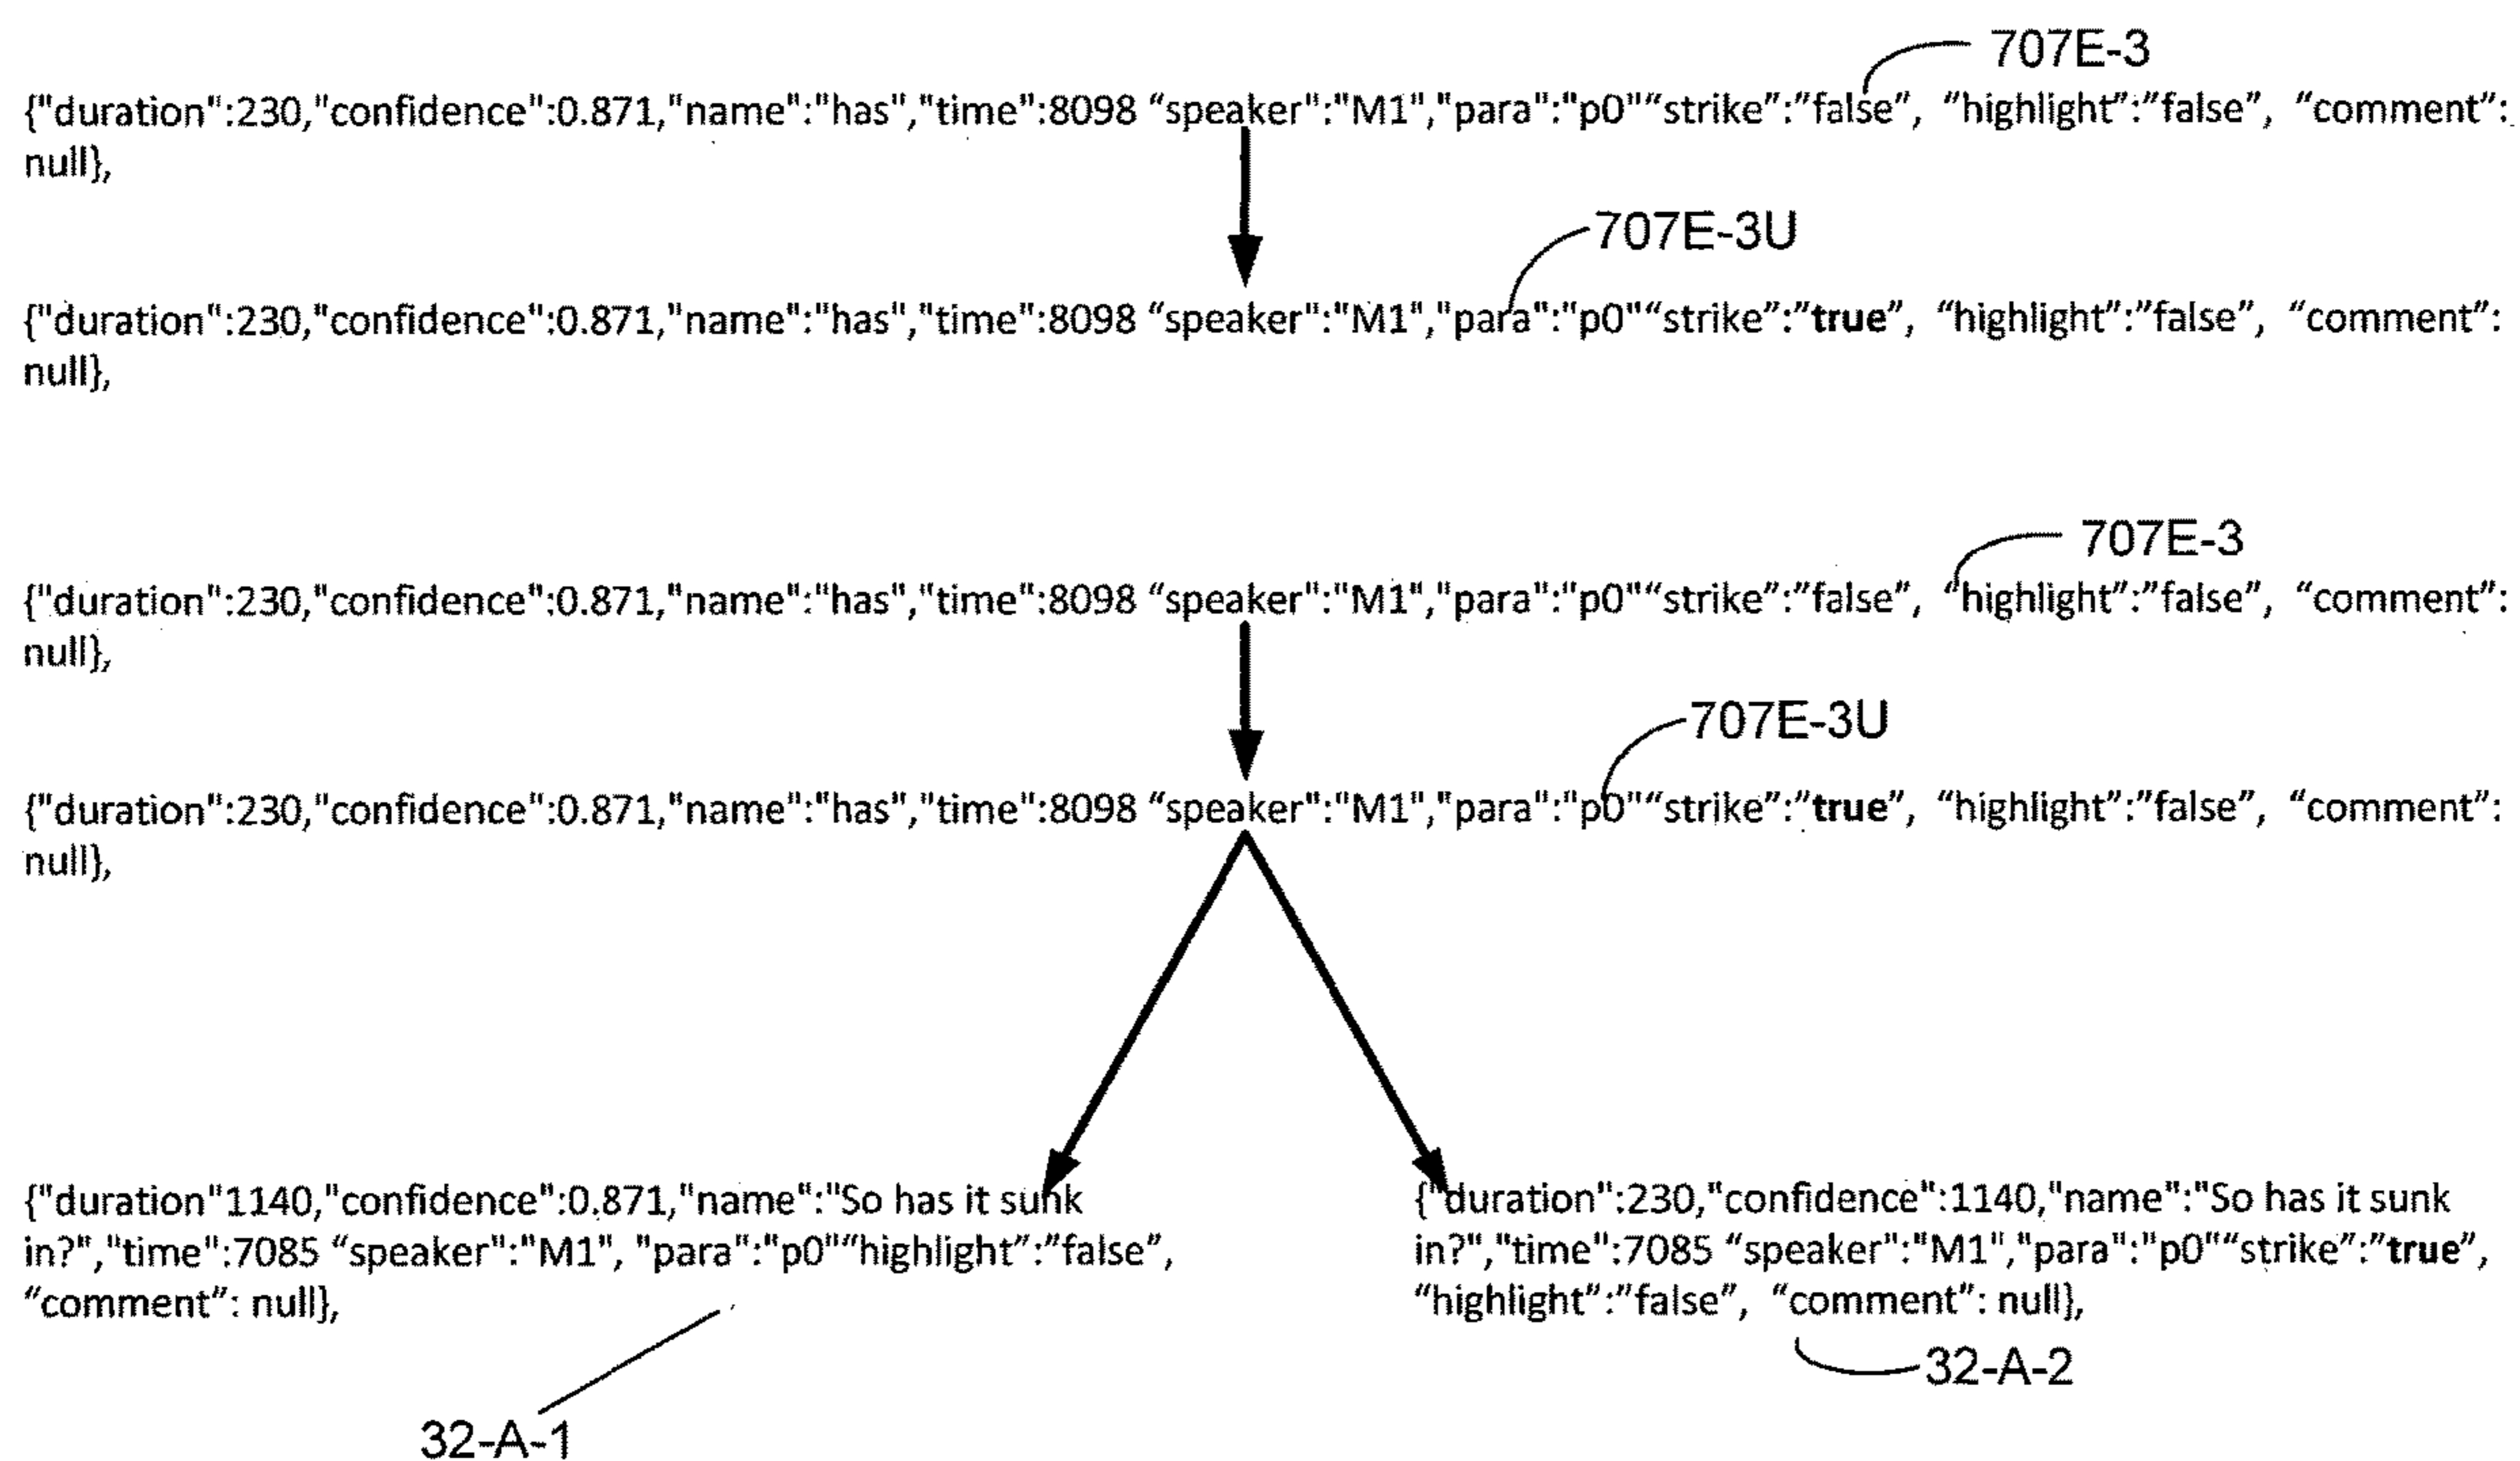 707E-3
{"duration":230,"confidence":0.871,"name":"has","time":8098 “speaker":"M1","para":"p0"“strike”:”false”, “highlight”:”false”, “comment”:
null},
707E-3U
{"duration":230,"confidence":0.871,"name":"has","time":8098 “speaker":"M1","para":"p0"“strike”:”true”, “highlight”:”false”, “comment”:
null},
707E-3
{"duration":230,"confidence":0.871,"name":"has","time":8098 “speaker":"M1","para":"p0"“strike”:”false”, “highlight”:”false”, “comment”:
null},
707E-3U
{"duration":230,"confidence":0.871,"name":"has","time":8098 “speaker":"M1","para":"p0"“strike”:”true”, “highlight”:”false”, “comment”:
null},
{"duration"1140,"confidence":0.871,"name":"So has it sunk
in?","time":7085 “speaker":"M1", "para":"p0"“highlight”:”false”,
“comment”: null},
32-A-1
{"duration":230,"confidence":1140,"name":"So has it sunk
in?","time":7085 “speaker":"M1","para":"p0"“strike”:”true”,
“highlight”:”false”, “comment”: null},
32-A-2